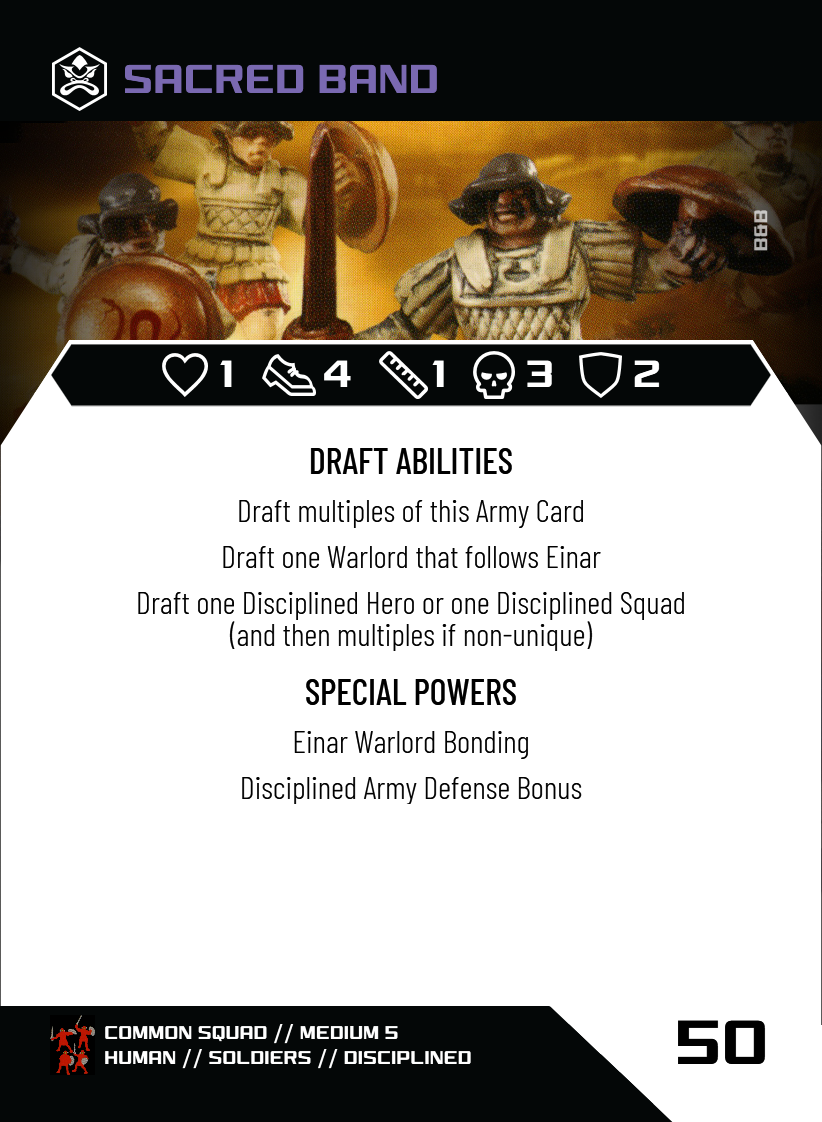 SACRED BAND
B&B
1 4 1 3 2
DRAFT ABILITIES
Draft multiples of this Army Card
Draft one Warlord that follows Einar
Draft one Disciplined Hero or one Disciplined Squad
(and then multiples if non-unique)
SPECIAL POWERS
Einar Warlord Bonding
Disciplined Army Defense Bonus
COMMON SQUAD // MEDIUM 5
HUMAN // SOLDIERS // DISCIPLINED
50